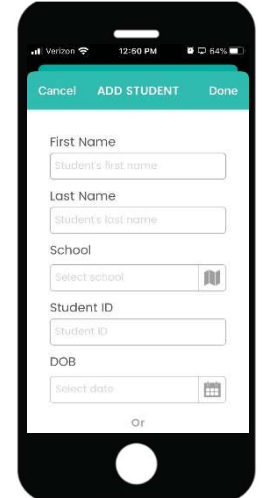 Verizon 12:50 PM 64%
Cancel ADD STUDENT Done
First Name
Student's first name
Last Name
Student's last name
School
Select school
Student ID
Student ID
DOB
Select date
Or